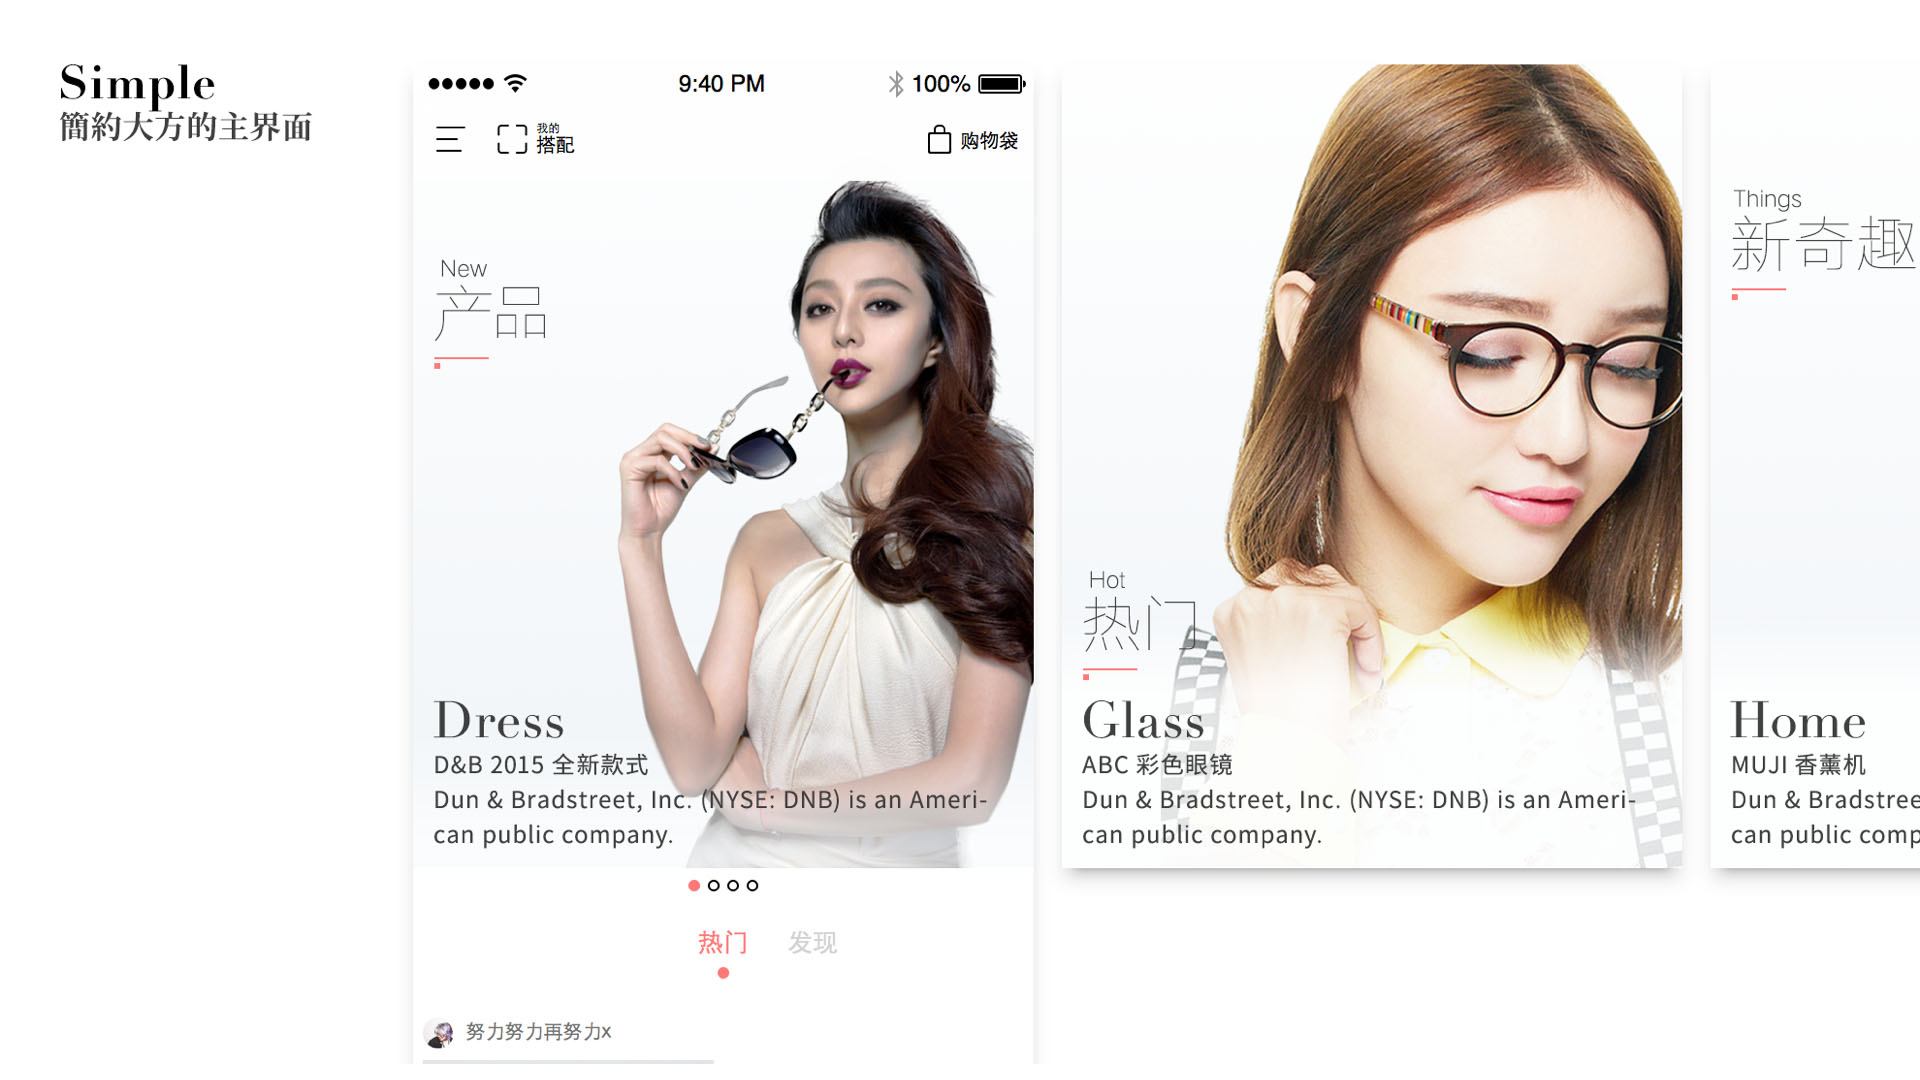 Simple
簡約大方的主界面
9:40 PM
100%
我的
搭配
购物袋
New
产品
Dress
D&B 2015 全新款式
Dun & Bradstreet, Inc. (NYSE: DNB) is an Ameri-
can public company.
热门
发现
努力努力再努力x
Hot
热门
Glass
ABC 彩色眼镜
Dun & Bradstreet, Inc. (NYSE: DNB) is an Ameri-
can public company.
Things
新奇趣
Home
MUJI 香薰机
Dun & Bradstree
can public comp